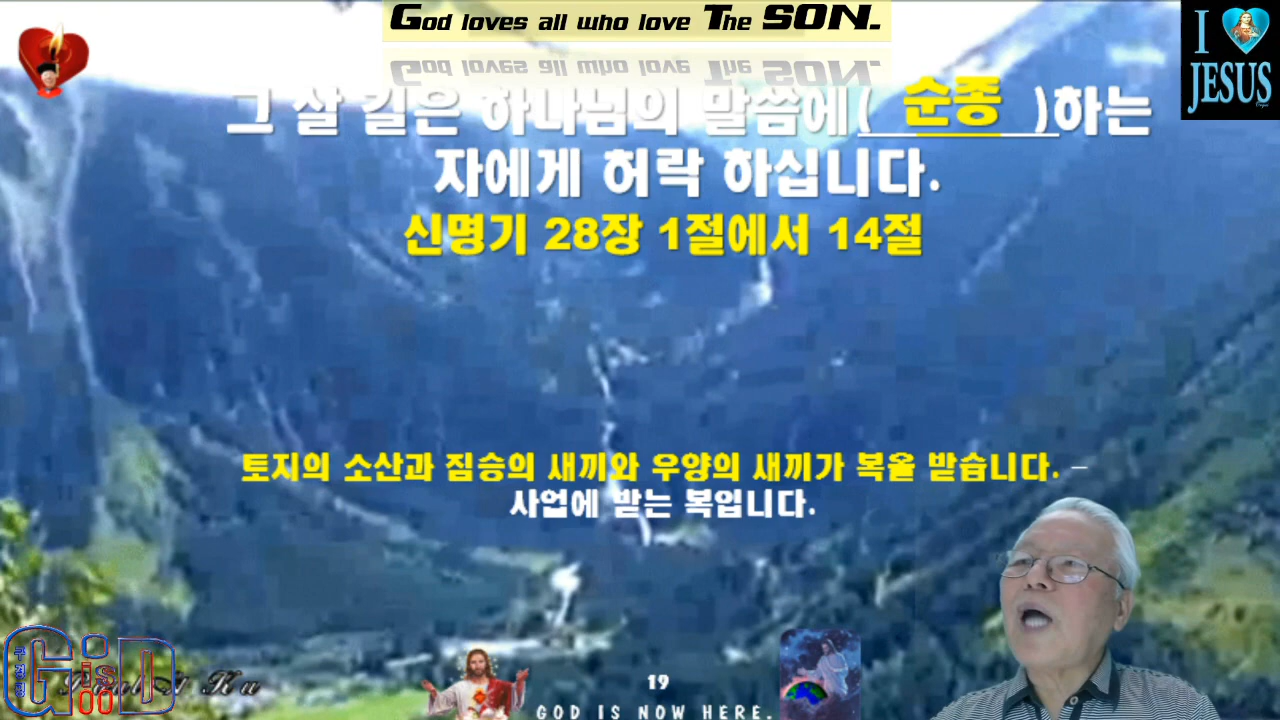 God loves all who love The SON.
I
JESUS
그 살 길은 하나님의 말씀에( 순종 )하는
자에게 허락 하십니다.
신명기 28장 1절에서 14절
토지의 소산과 짐승의 새끼와 우양의 새끼가 복을 받습니다. –
사업에 받는 복입니다.
GisD
Ku
19
GOD IS NOW HERE.